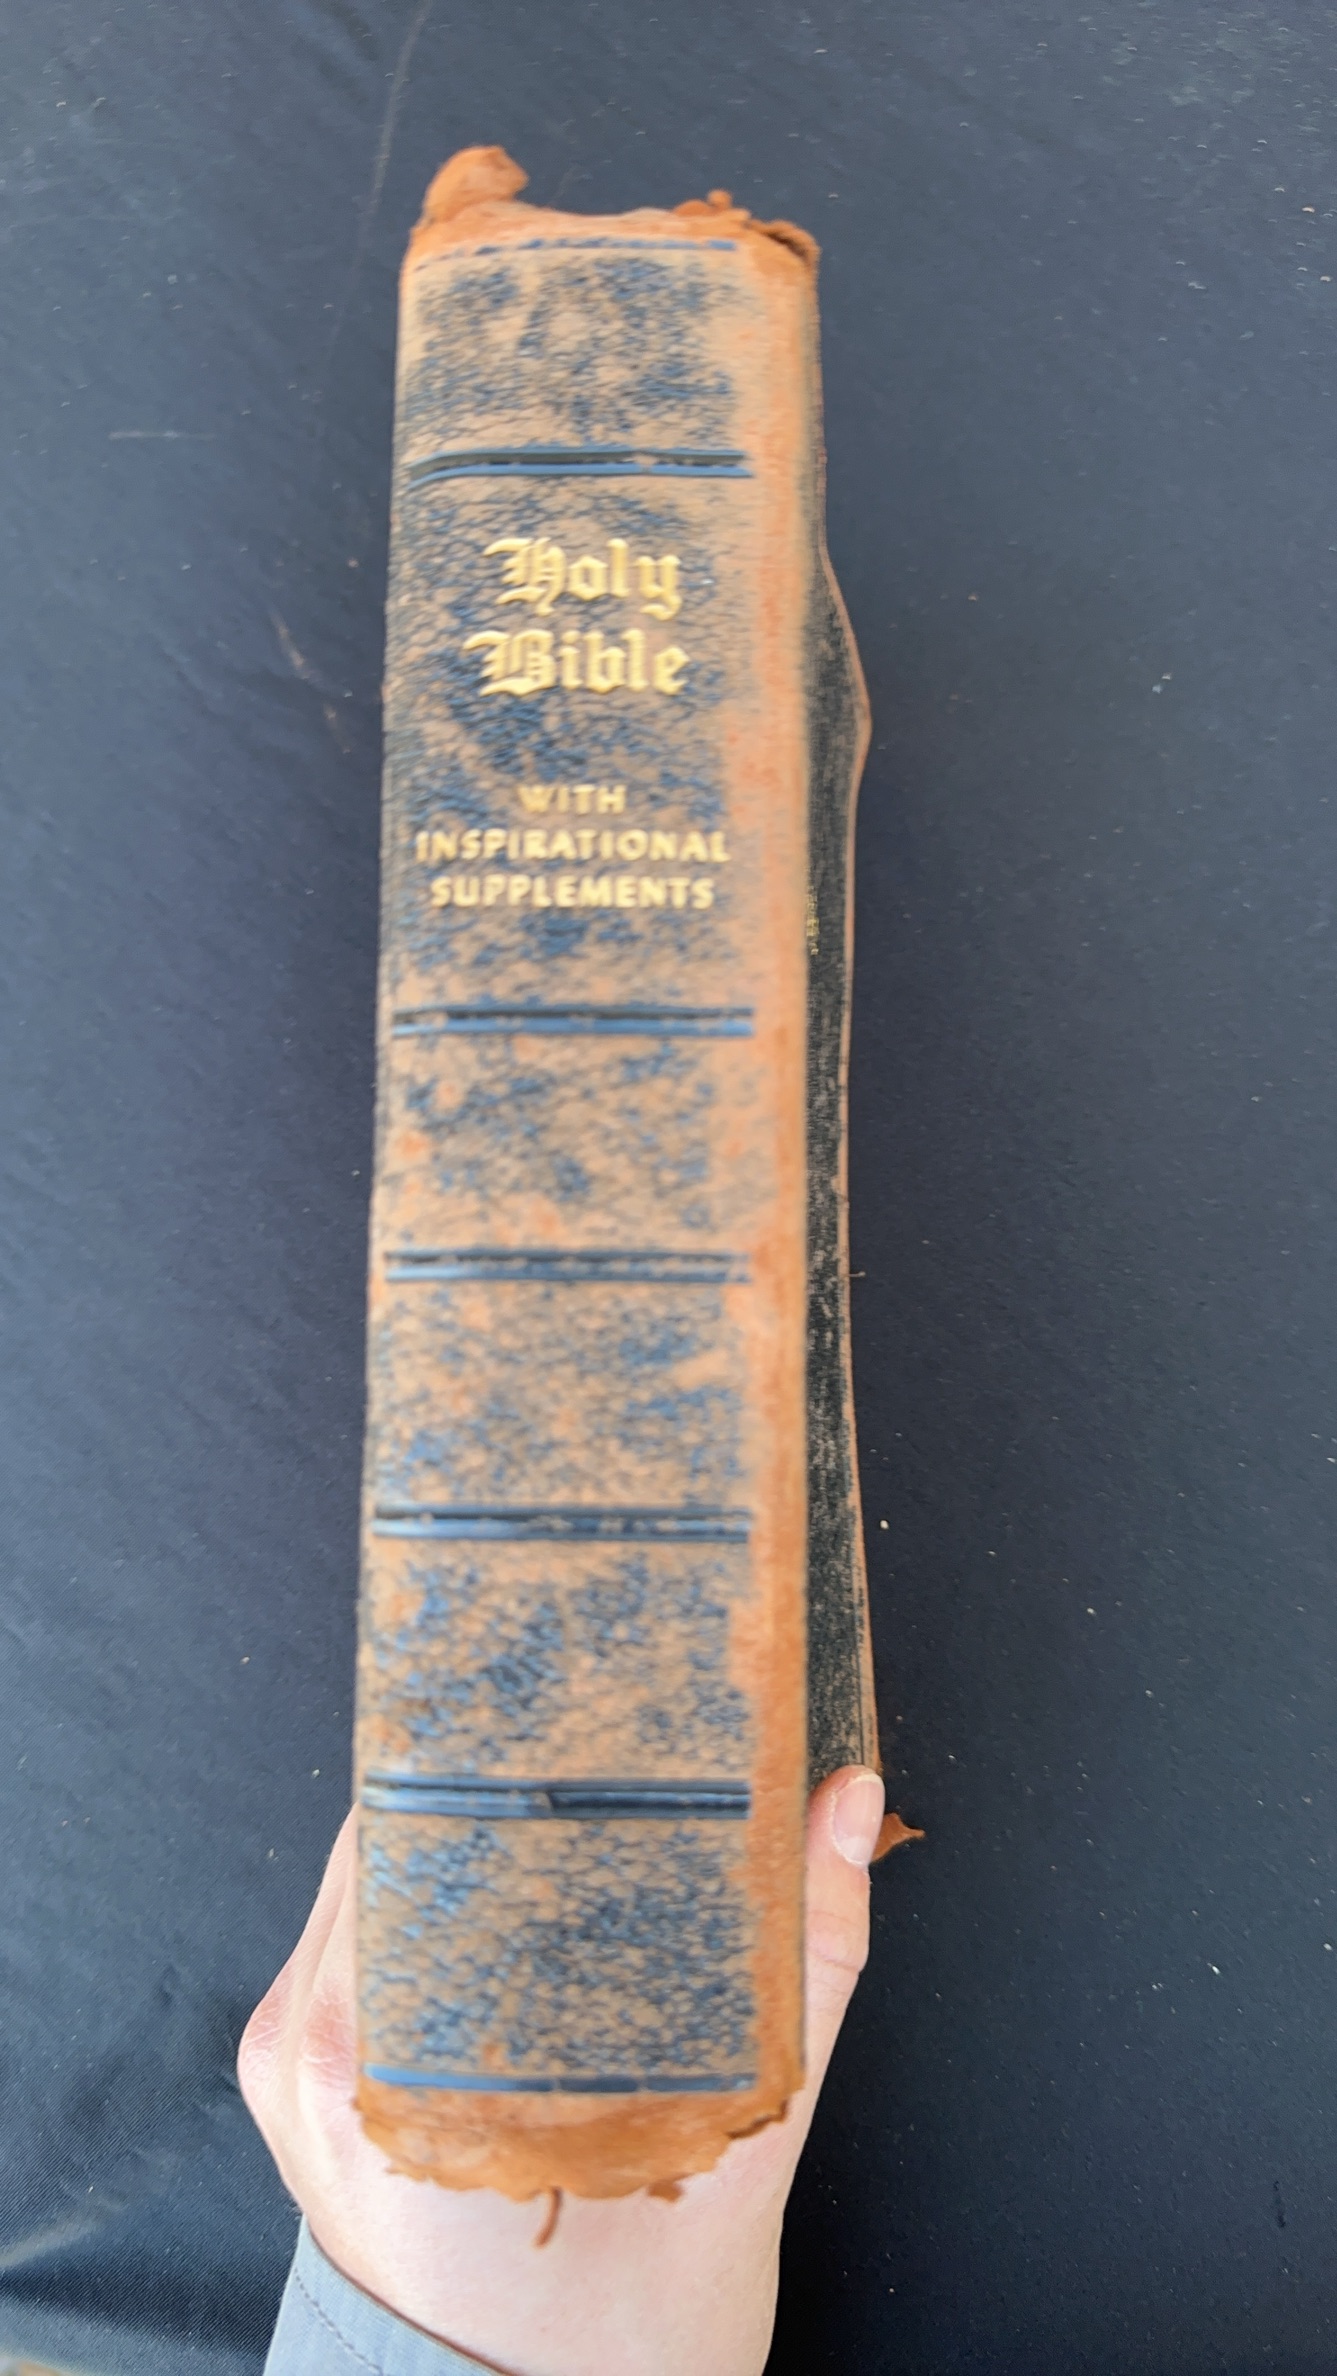 Holy
Bible
WITH
INSPIRATIONAL
SUPPLEMENTS